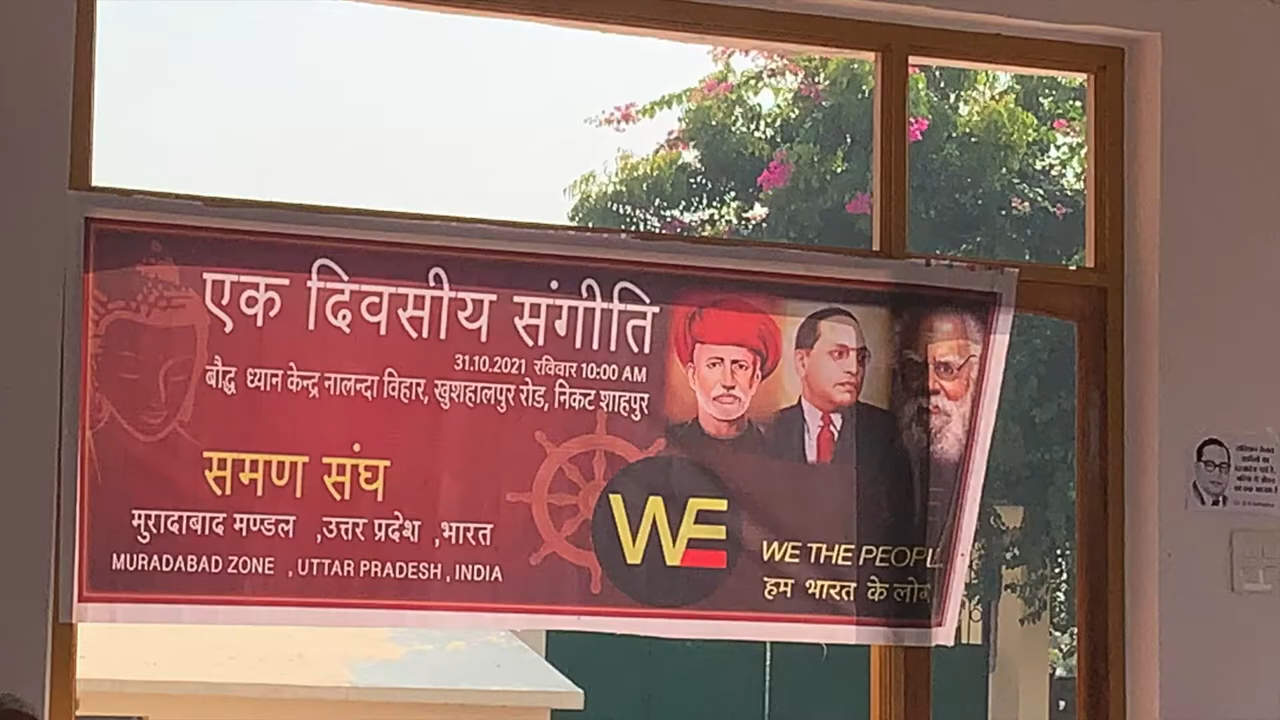 एक दिवसीय संगीति
31.10.2021 रविवार 10:00 AM
बौद्ध ध्यान केन्द्र नालन्दा विहार, खुशहालपुर रोड, निकट शाहपुर
समण संघ
मुरादाबाद मण्डल ,उत्तर प्रदेश ,भारत
MURADABAD ZONE , UTTAR PRADESH , INDIA
WE
WE THE PEOPL
हम भारत के लोग